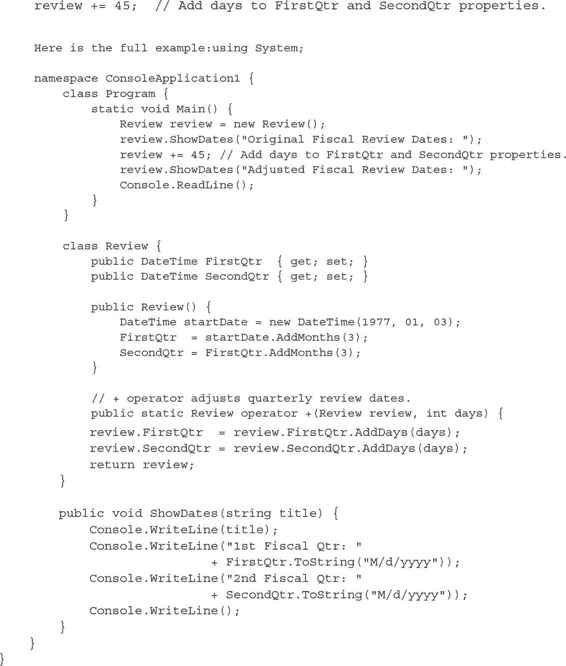 review += 45;  // Add days to FirstQtr and SecondQtr properties.
Here is the full example:using System;
namespace ConsoleApplication1 {
    class Program {
        static void Main() {
            Review review = new Review();
            review.ShowDates("Original Fiscal Review Dates: ");
            review += 45; // Add days to FirstQtr and SecondQtr properties.
            review.ShowDates("Adjusted Fiscal Review Dates: ");
            Console.ReadLine();
        }
    }
    class Review {
        public DateTime FirstQtr  { get; set; }
        public DateTime SecondQtr { get; set; }
        public Review() {
            DateTime startDate = new DateTime(1977, 01, 03);
            FirstQtr  = startDate.AddMonths(3);
            SecondQtr = FirstQtr.AddMonths(3);
        }
        // + operator adjusts quarterly review dates.
        public static Review operator +(Review review, int days) {
        review.FirstQtr  = review.FirstQtr.AddDays(days);
        review.SecondQtr = review.SecondQtr.AddDays(days);
        return review;
    }
    public void ShowDates(string title) {
        Console.WriteLine(title);
        Console.WriteLine("1st Fiscal Qtr: "
                        + FirstQtr.ToString("M/d/yyyy"));
        Console.WriteLine("2nd Fiscal Qtr: "
                        + SecondQtr.ToString("M/d/yyyy"));
        Console.WriteLine();
    }
  }
}